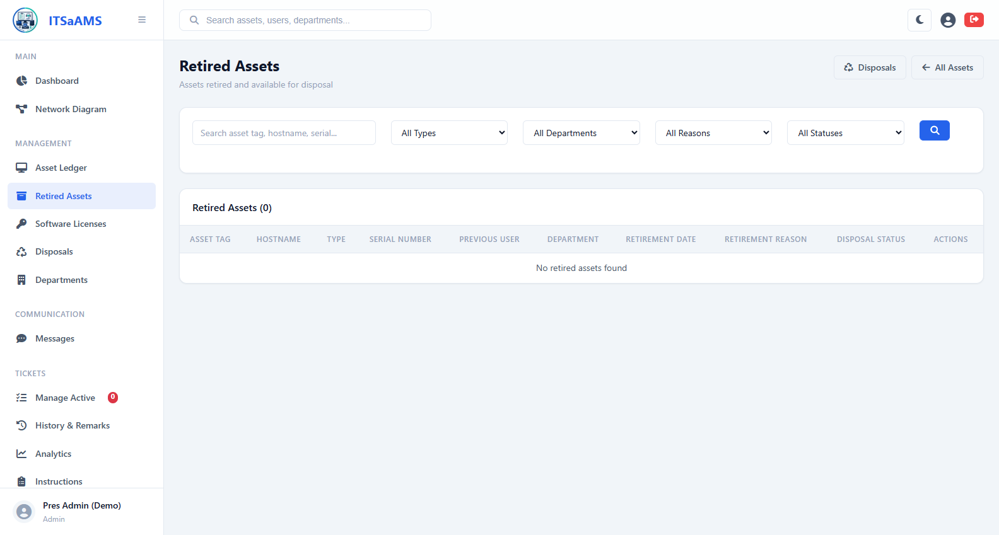 ITSaAMS
Search assets, users, departments...
MAIN
Dashboard
Network Diagram
MANAGEMENT
Asset Ledger
Retired Assets
Software Licenses
Disposals
Departments
COMMUNICATION
Messages
TICKETS
Manage Active 0
History & Remarks
Analytics
Instructions
Pres Admin (Demo)
Admin
Retired Assets
Assets retired and available for disposal
Disposals
All Assets
Search asset tag, hostname, serial...
All Types
All Departments
All Reasons
All Statuses
Retired Assets (0)
ASSET TAG HOSTNAME TYPE SERIAL NUMBER PREVIOUS USER DEPARTMENT RETIREMENT DATE RETIREMENT REASON DISPOSAL STATUS ACTIONS
No retired assets found